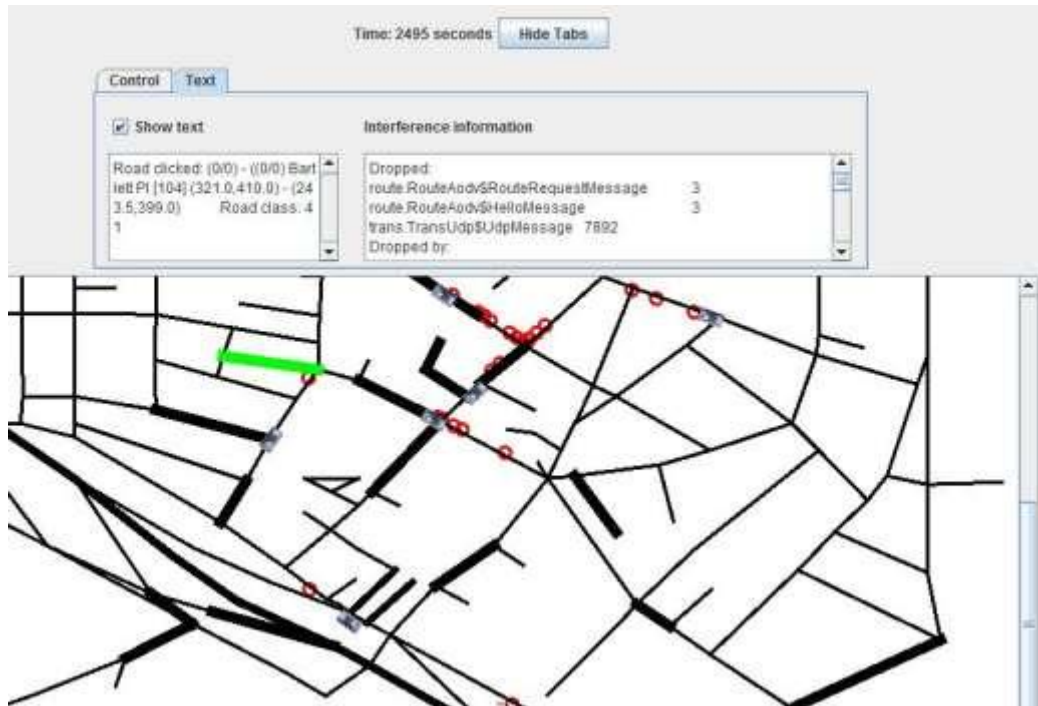 Time: 2495 seconds Hide Tabs
Control Text
Show text
Interference information
Road clicked: (0/0) - ((0/0) Bart
lett Pl [104] (321.0,410.0) - (24
3.5,399.0) Road class: 4
1
Dropped:
route.RouteAodv$RouteRequestMessage 3
route.RouteAodv$HelloMessage 3
trans.TransUdp$UdpMessage 7892
Dropped by: